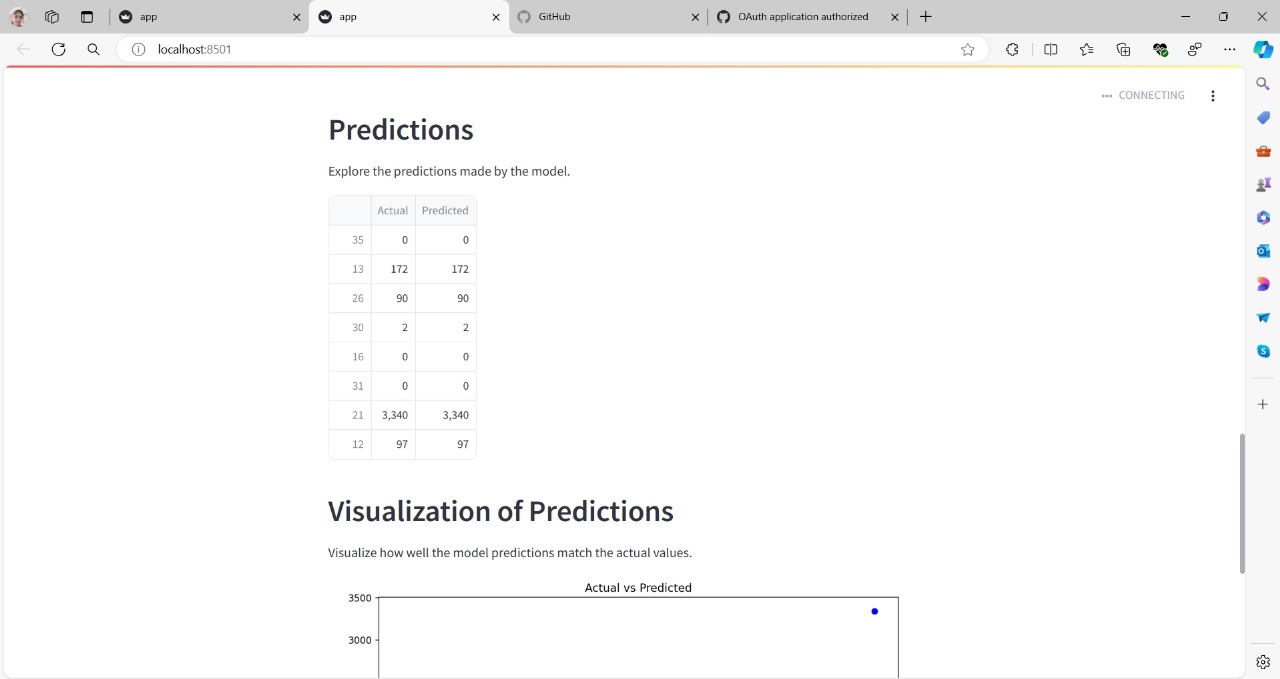 app
app
GitHub
OAuth application authorized
localhost:8501
CONNECTING
Predictions
Explore the predictions made by the model.
Actual Predicted
35 0 0
13 172 172
26 90 90
30 2 2
16 0 0
31 0 0
21 3,340 3,340
12 97 97
Visualization of Predictions
Visualize how well the model predictions match the actual values.
Actual vs Predicted
3500
3000